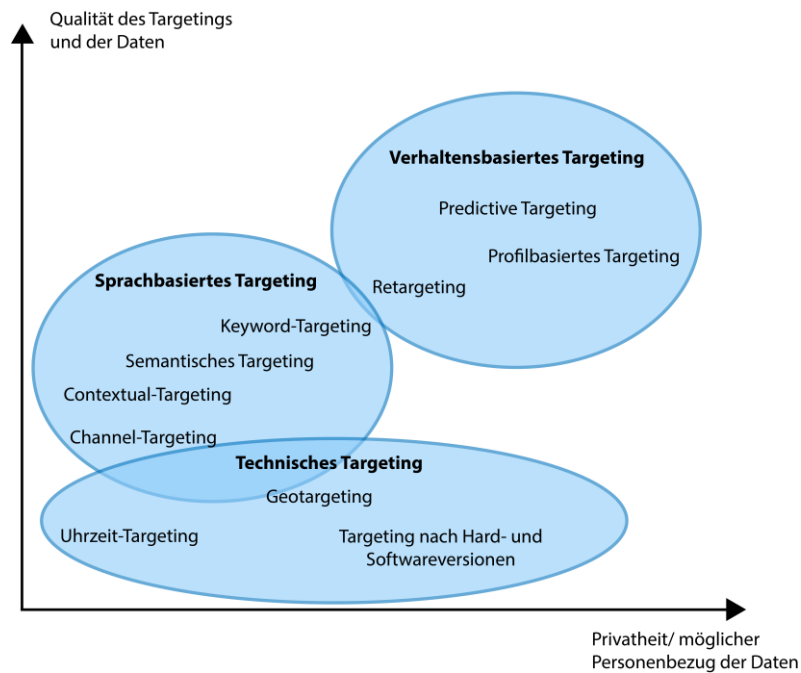 Qualität des Targetings
und der Daten
Verhaltensbasiertes Targeting
Predictive Targeting
Profilbasiertes Targeting
Retargeting
Sprachbasiertes Targeting
Keyword-Targeting
Semantisches Targeting
Contextual-Targeting
Channel-Targeting
Technisches Targeting
Geotargeting
Uhrzeit-Targeting
Targeting nach Hard- und
Softwareversionen
Privatheit/ möglicher
Personenbezug der Daten